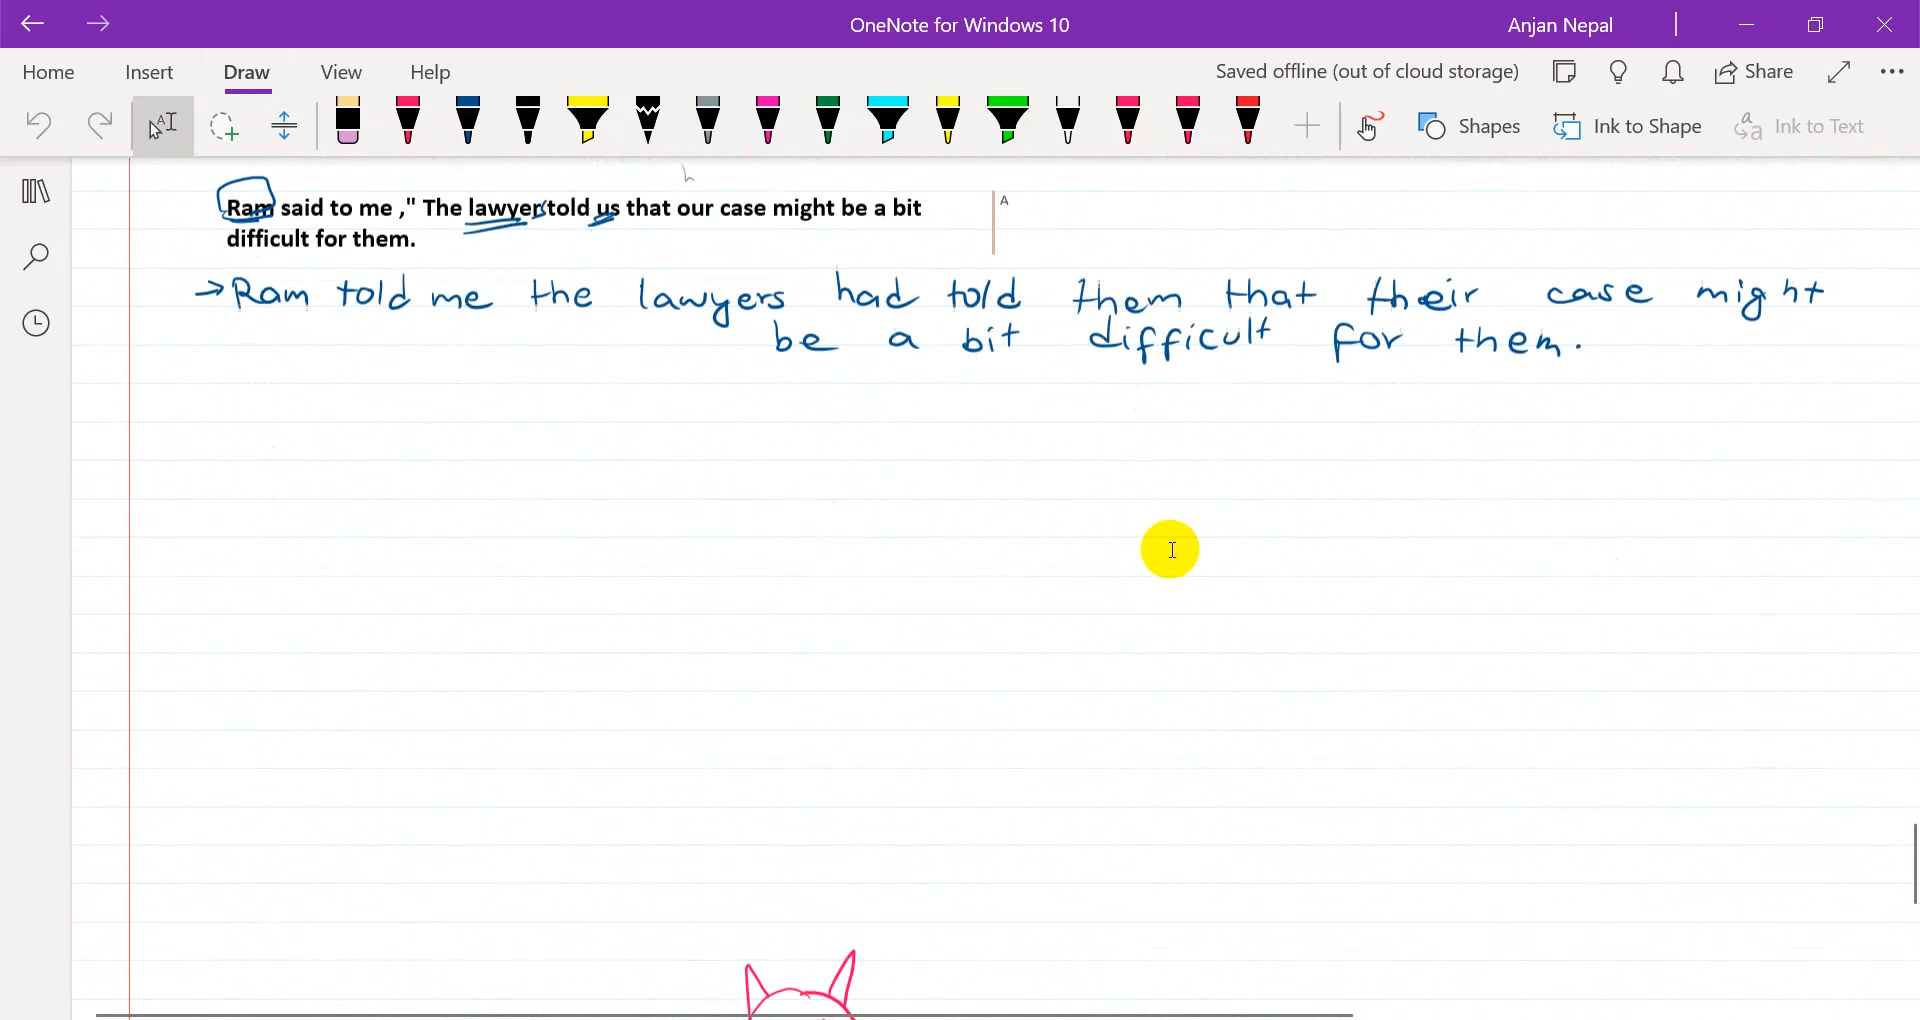 OneNote for Windows 10
Anjan Nepal
Home Insert Draw View Help
Saved offline (out of cloud storage)
Share
Shapes
Ink to Shape
Ink to Text
h
Ram said to me ," The lawyers told us that our case might be a bit
difficult for them.
A
→ Ram told me the lawyers had told them that their case might
be a bit difficult for them.